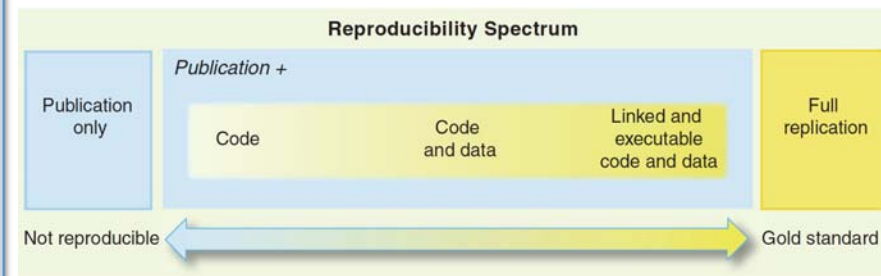 Reproducibility Spectrum
Publication
only
Publication +
Code
Code
and data
Linked and
executable
code and data
Full
replication
Not reproducible
Gold standard